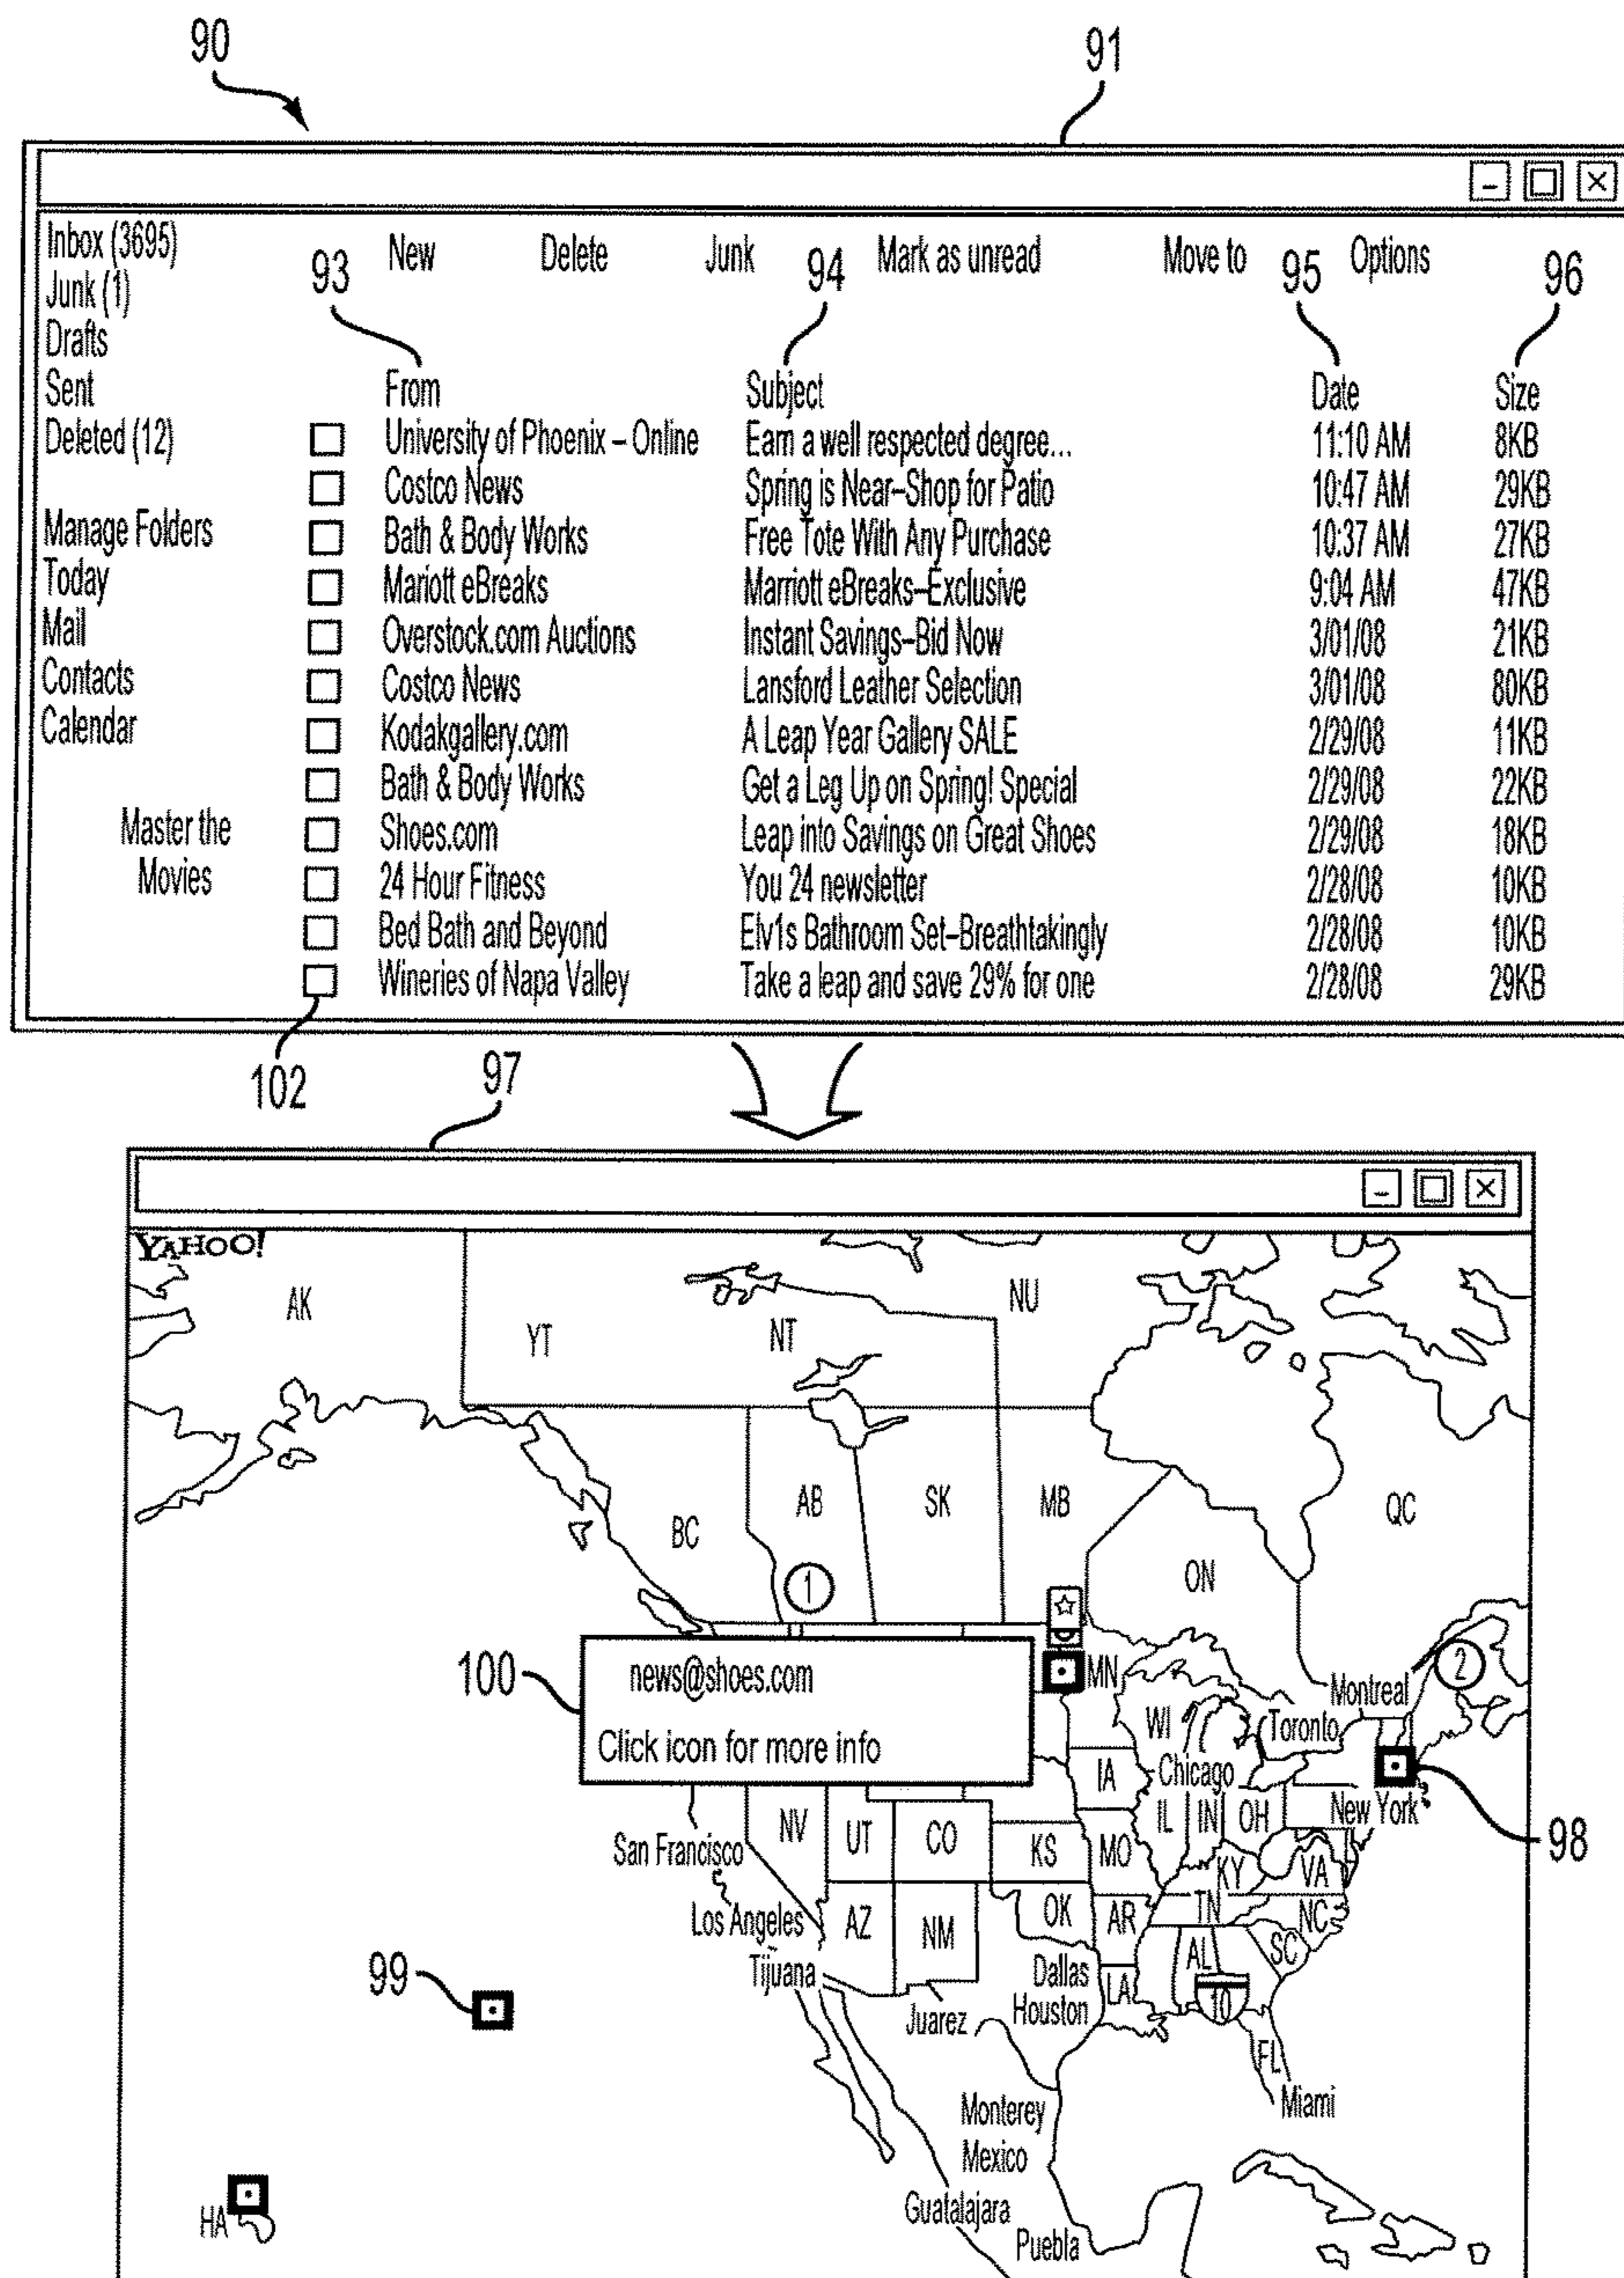 90
91
Inbox (3695)
Junk (1)
Drafts
Sent
Deleted (12)
Manage Folders
Today
Mail
Contacts
Calendar
Master the
Movies
New Delete Junk Mark as unread Move to Options
93 94 95 96
From Subject Date Size
University of Phoenix – Online Earn a well respected degree... 11:10 AM 8KB
Costco News Spring is Near–Shop for Patio 10:47 AM 29KB
Bath & Body Works Free Tote With Any Purchase 10:37 AM 27KB
Mariott eBreaks Marriott eBreaks–Exclusive 9:04 AM 47KB
Overstock.com Auctions Instant Savings–Bid Now 3/01/08 21KB
Costco News Lansford Leather Selection 3/01/08 80KB
Kodakgallery.com A Leap Year Gallery SALE 2/29/08 11KB
Bath & Body Works Get a Leg Up on Spring! Special 2/29/08 22KB
Shoes.com Leap into Savings on Great Shoes 2/29/08 18KB
24 Hour Fitness You 24 newsletter 2/28/08 10KB
Bed Bath and Beyond Elv1s Bathroom Set–Breathtakingly 2/28/08 10KB
Wineries of Napa Valley Take a leap and save 29% for one 2/28/08 29KB
102
97
YAHOO!
AK
YT
NT
NU
BC
AB
SK
MB
ON
QC
1
2
100
news@shoes.com
Click icon for more info
MN
Montreal
WI
Toronto
IA
Chicago
New York
98
NV
UT
CO
KS
MO
IL
IN
OH
KY
VA
San Francisco
Los Angeles
AZ
NM
OK
AR
TN
NC
SC
AL
LA
10
Tijuana
Juarez
Dallas
Houston
99
FL
Miami
Monterey
Mexico
HA
Guatalajara
Puebla